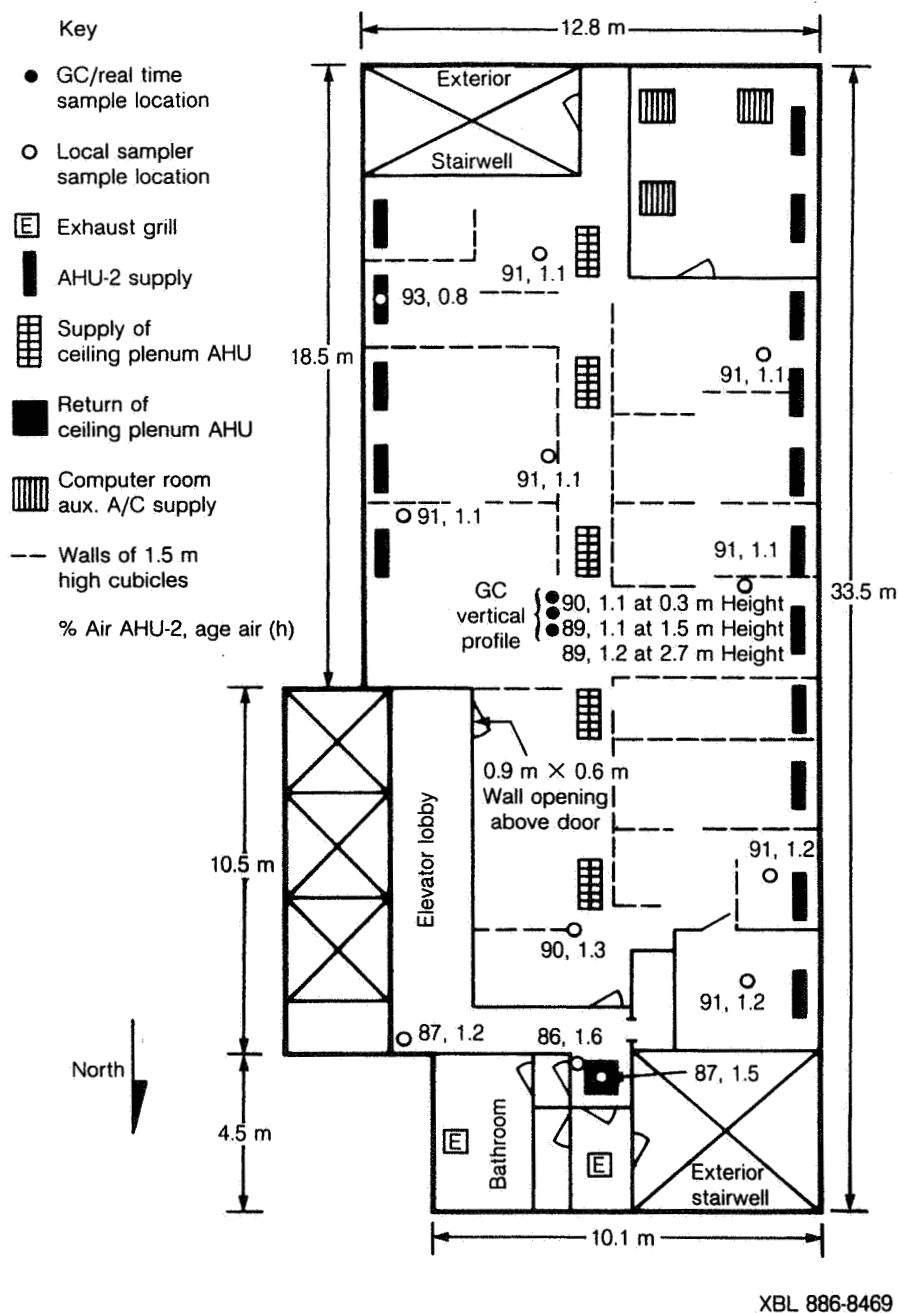 Key
GC/real time
sample location
Local sampler
sample location
E
Exhaust grill
AHU-2 supply
Supply of
ceiling plenum AHU
Return of
ceiling plenum AHU
Computer room
aux. A/C supply
Walls of 1.5 m
high cubicles
% Air AHU-2, age air (h)
12.8 m
Exterior
Stairwell
91, 1.1
93, 0.8
18.5 m
91, 1.1
91, 1.1
91, 1.1
91, 1.1
GC
vertical
profile
90, 1.1 at 0.3 m Height
89, 1.1 at 1.5 m Height
89, 1.2 at 2.7 m Height
33.5 m
0.9 m × 0.6 m
Wall opening
above door
Elevator lobby
10.5 m
91, 1.2
90, 1.3
91, 1.2
87, 1.2
86, 1.6
87, 1.5
North
4.5 m
E
Bathroom
E
Exterior
stairwell
10.1 m
XBL 886-8469